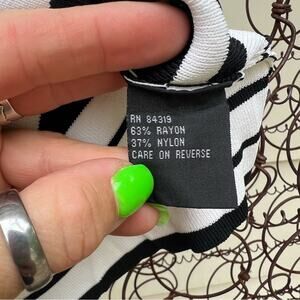 RN 84319
63% RAYON
37% NYLON
CARE ON REVERSE